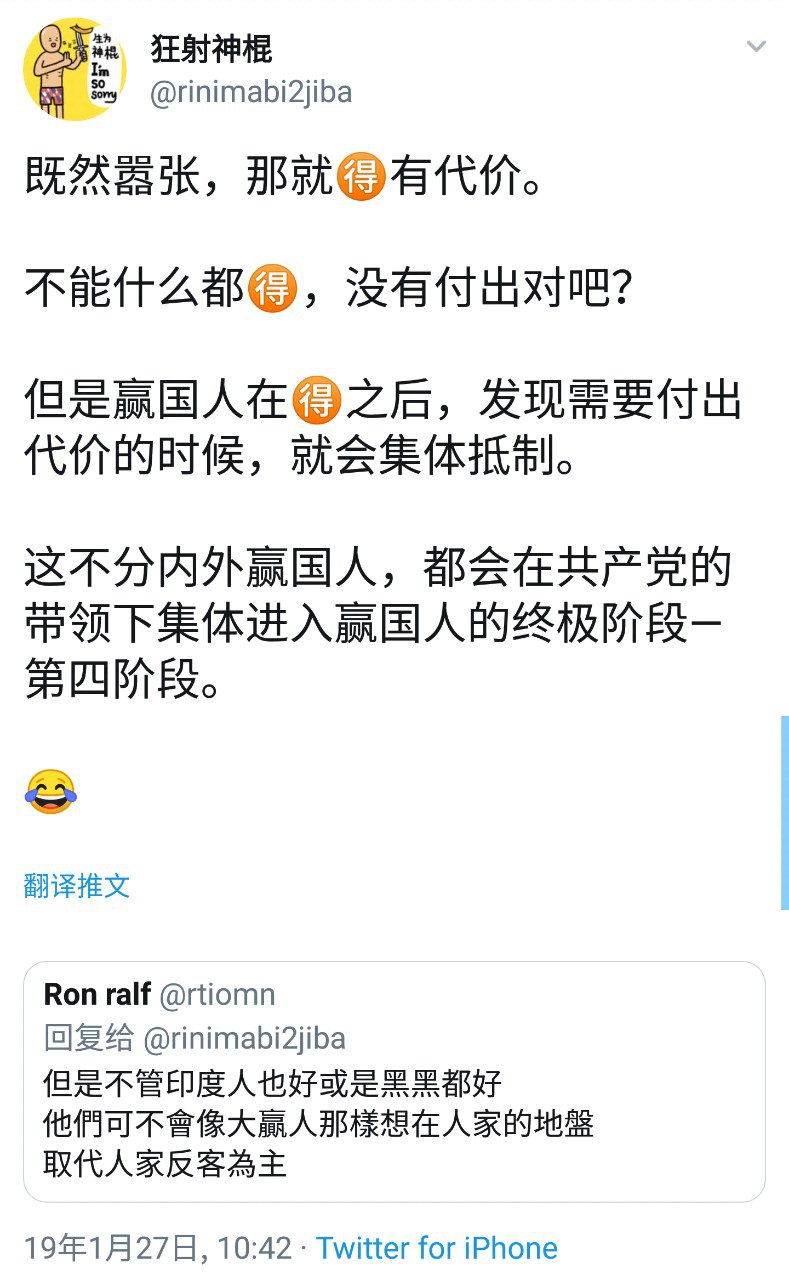 生为
神棍
I'm
so
sorry
狂射神棍
@rinimabi2jiba
既然嚣张，那就🉐有代价。
不能什么都🉐，没有付出对吧？
但是赢国人在🉐之后，发现需要付出
代价的时候，就会集体抵制。
这不分内外赢国人，都会在共产党的
带领下集体进入赢国人的终极阶段—
第四阶段。
😂
翻译推文
Ron ralf @rtiomn
回复给 @rinimabi2jiba
但是不管印度人也好或是黑黑都好
他們可不會像大贏人那樣想在人家的地盤
取代人家反客為主
19年1月27日, 10:42 · Twitter for iPhone